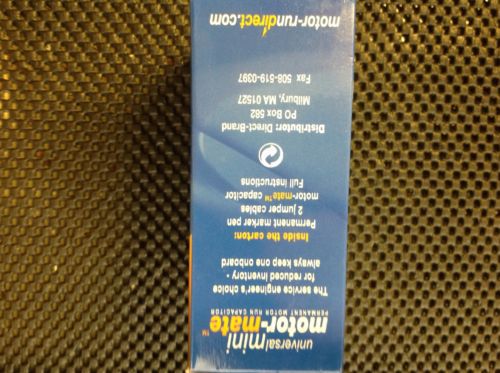 universal mini
motor-mate™
PERMANENT MOTOR RUN CAPACITOR
The service engineer's choice
for reduced inventory -
always keep one onboard
Inside the carton:
Permanent marker pen
2 jumper cables
motor-mate™ capacitor
Full instructions
Distributor: Direct-Brand
PO Box 582
Milbury, MA 01527
Fax 508-519-0397
motor-rundirect.com